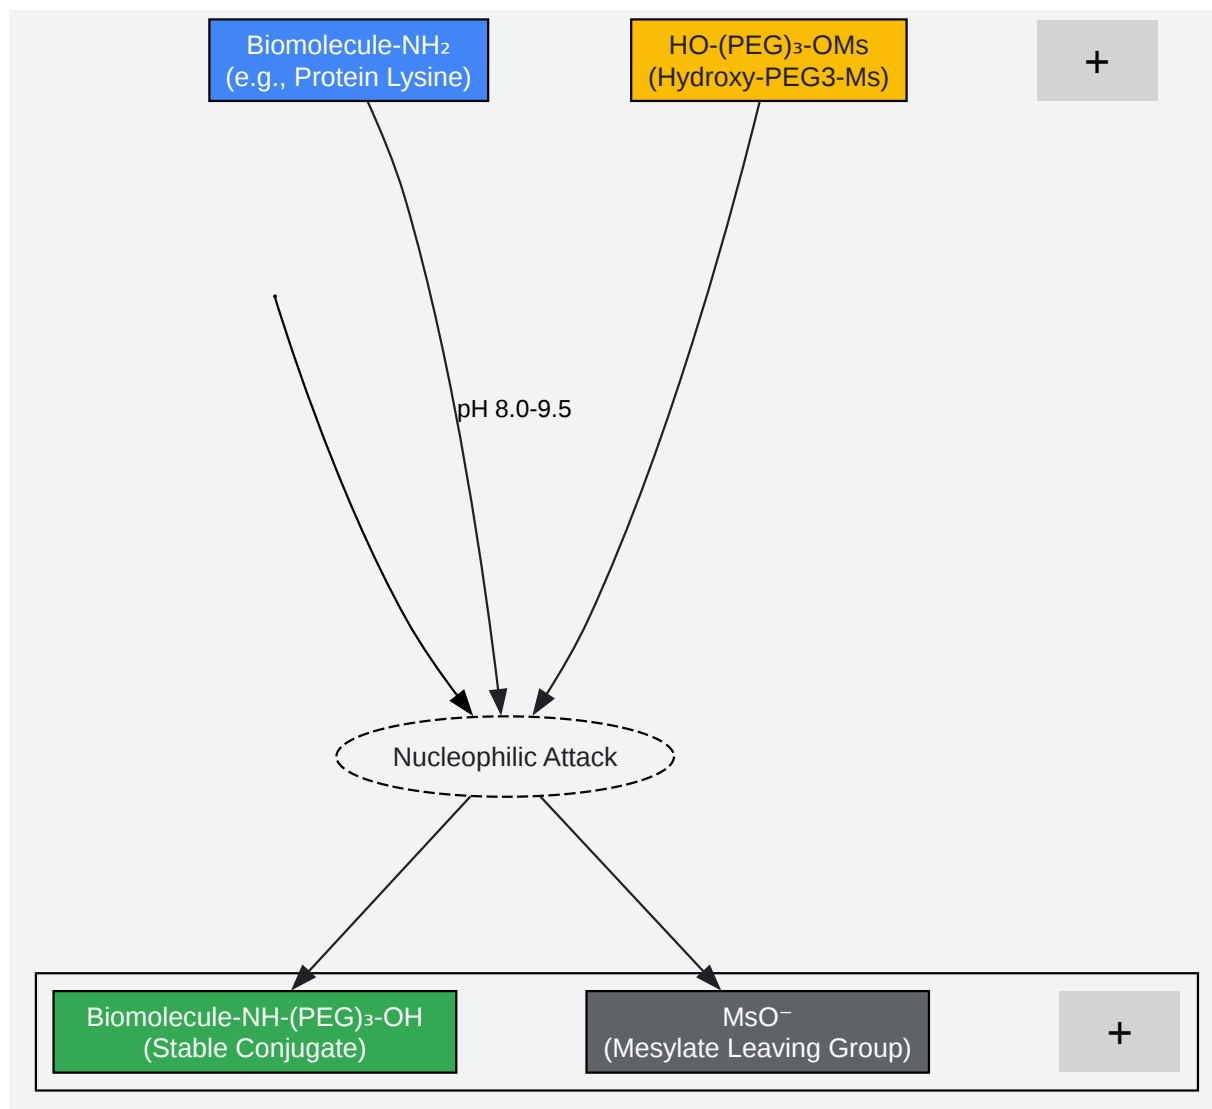 Biomolecule-NH₂
(e.g., Protein Lysine)
HO-(PEG)₃-OMs
(Hydroxy-PEG3-Ms)
+
pH 8.0-9.5
Nucleophilic Attack
Biomolecule-NH-(PEG)₃-OH
(Stable Conjugate)
MsO⁻
(Mesylate Leaving Group)
+